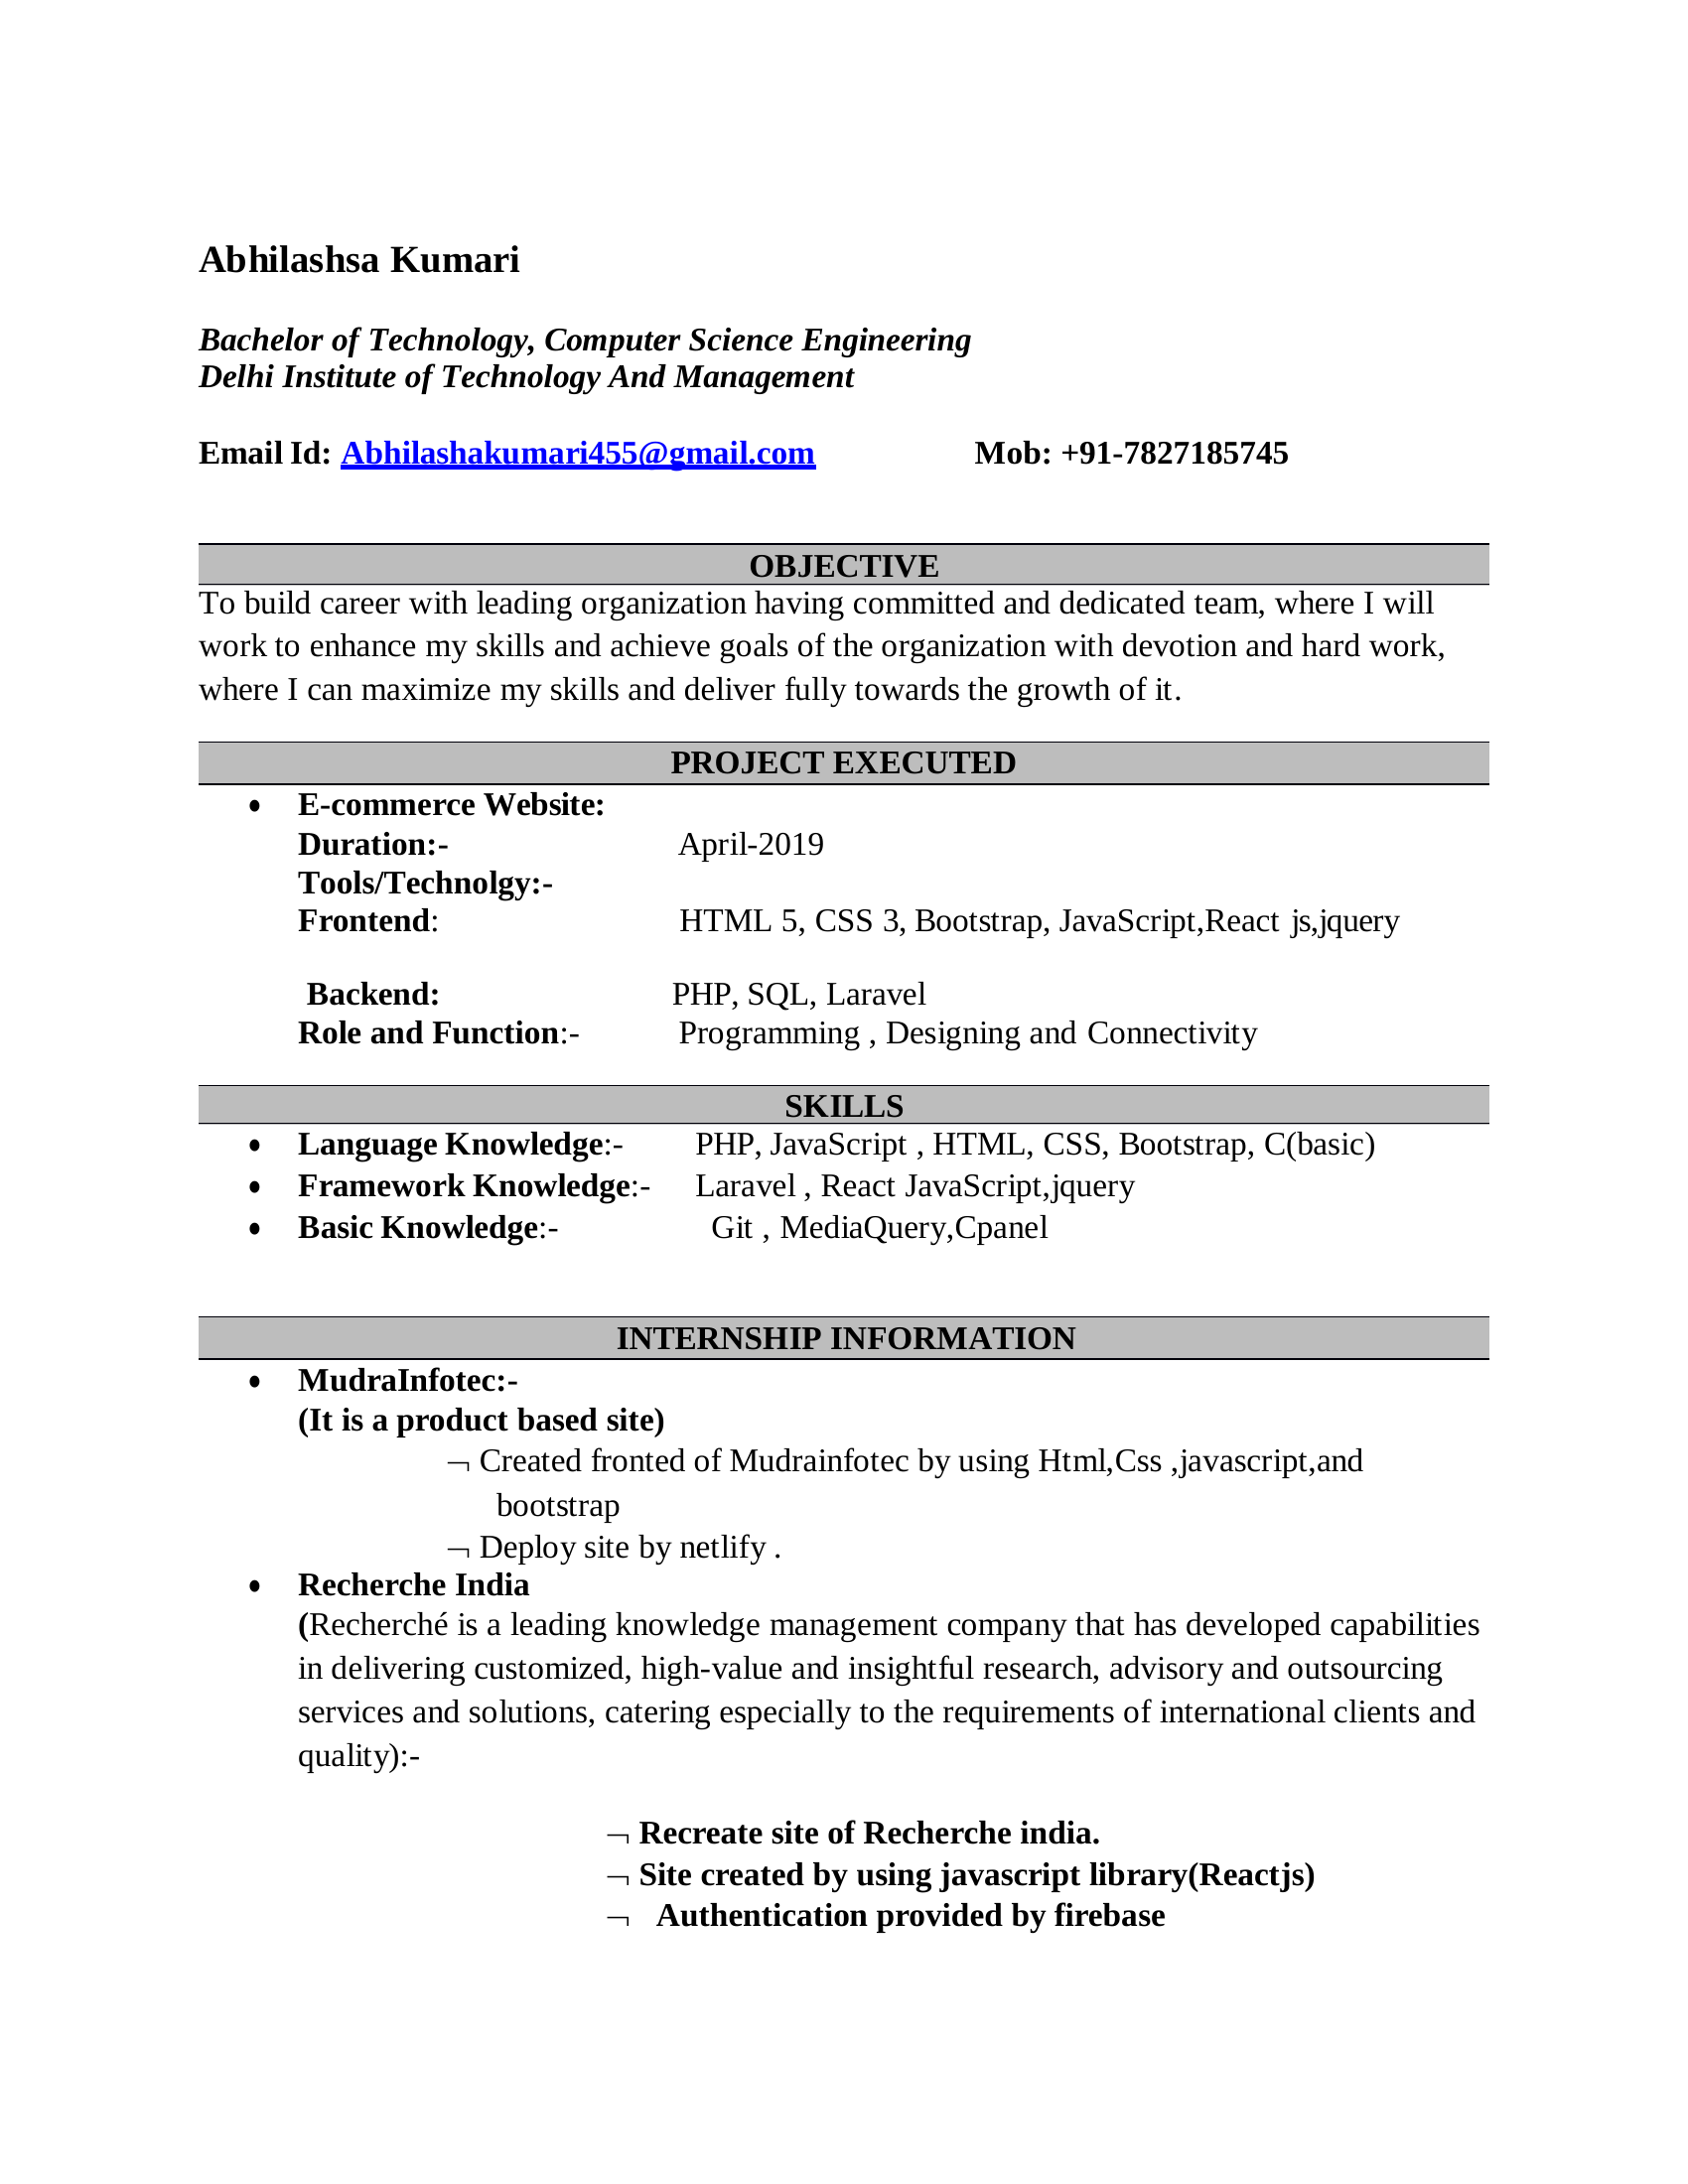 Abhilashsa Kumari
Bachelor of Technology, Computer Science Engineering
Delhi Institute of Technology And Management
Email Id: Abhilashakumari455@gmail.com Mob: +91-7827185745
OBJECTIVE
To build career with leading organization having committed and dedicated team, where I will
work to enhance my skills and achieve goals of the organization with devotion and hard work,
where I can maximize my skills and deliver fully towards the growth of it.
PROJECT EXECUTED
• E-commerce Website:
Duration:- April-2019
Tools/Technolgy:-
Frontend: HTML 5, CSS 3, Bootstrap, JavaScript,React js,jquery
Backend: PHP, SQL, Laravel
Role and Function:- Programming , Designing and Connectivity
SKILLS
• Language Knowledge:- PHP, JavaScript , HTML, CSS, Bootstrap, C(basic)
• Framework Knowledge:- Laravel , React JavaScript,jquery
• Basic Knowledge:- Git , MediaQuery,Cpanel
INTERNSHIP INFORMATION
• MudraInfotec:-
(It is a product based site)
¬ Created fronted of Mudrainfotec by using Html,Css ,javascript,and
bootstrap
¬ Deploy site by netlify .
• Recherche India
(Recherché is a leading knowledge management company that has developed capabilities
in delivering customized, high-value and insightful research, advisory and outsourcing
services and solutions, catering especially to the requirements of international clients and
quality):-
¬ Recreate site of Recherche india.
¬ Site created by using javascript library(Reactjs)
¬ Authentication provided by firebase